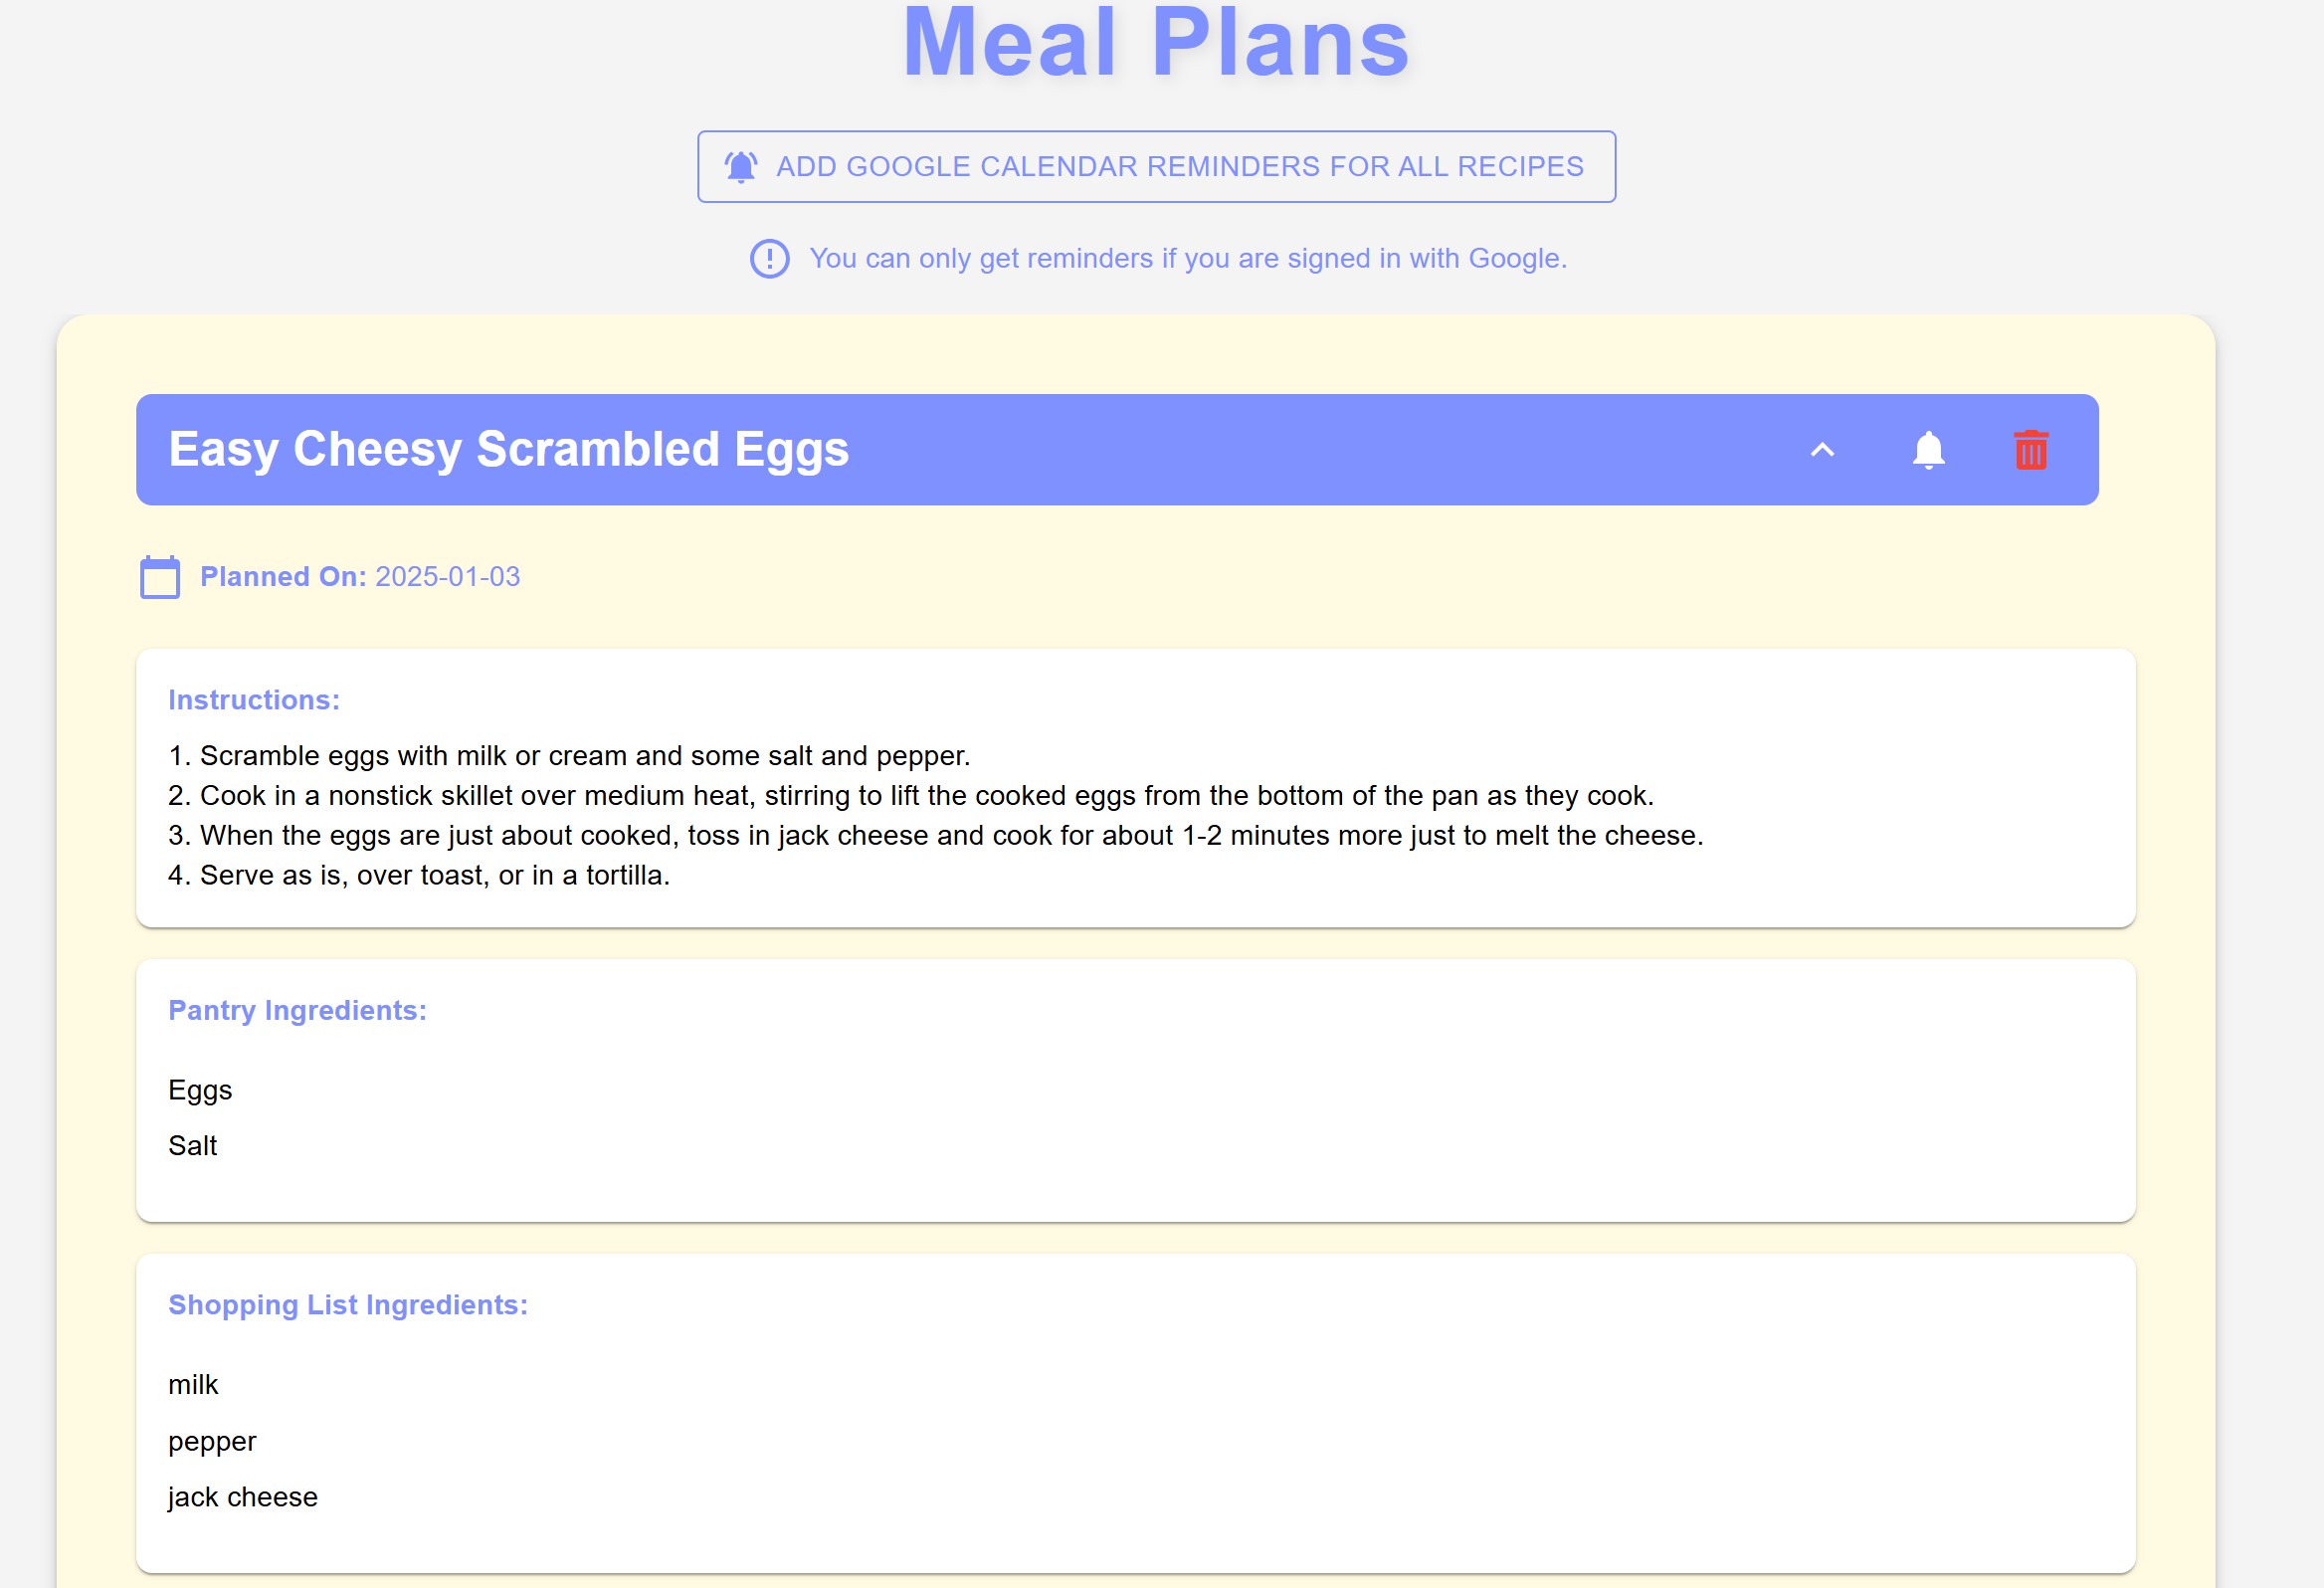 Meal Plans
ADD GOOGLE CALENDAR REMINDERS FOR ALL RECIPES
You can only get reminders if you are signed in with Google.
Easy Cheesy Scrambled Eggs
Planned On: 2025-01-03
Instructions:
1. Scramble eggs with milk or cream and some salt and pepper.
2. Cook in a nonstick skillet over medium heat, stirring to lift the cooked eggs from the bottom of the pan as they cook.
3. When the eggs are just about cooked, toss in jack cheese and cook for about 1-2 minutes more just to melt the cheese.
4. Serve as is, over toast, or in a tortilla.
Pantry Ingredients:
Eggs
Salt
Shopping List Ingredients:
milk
pepper
jack cheese